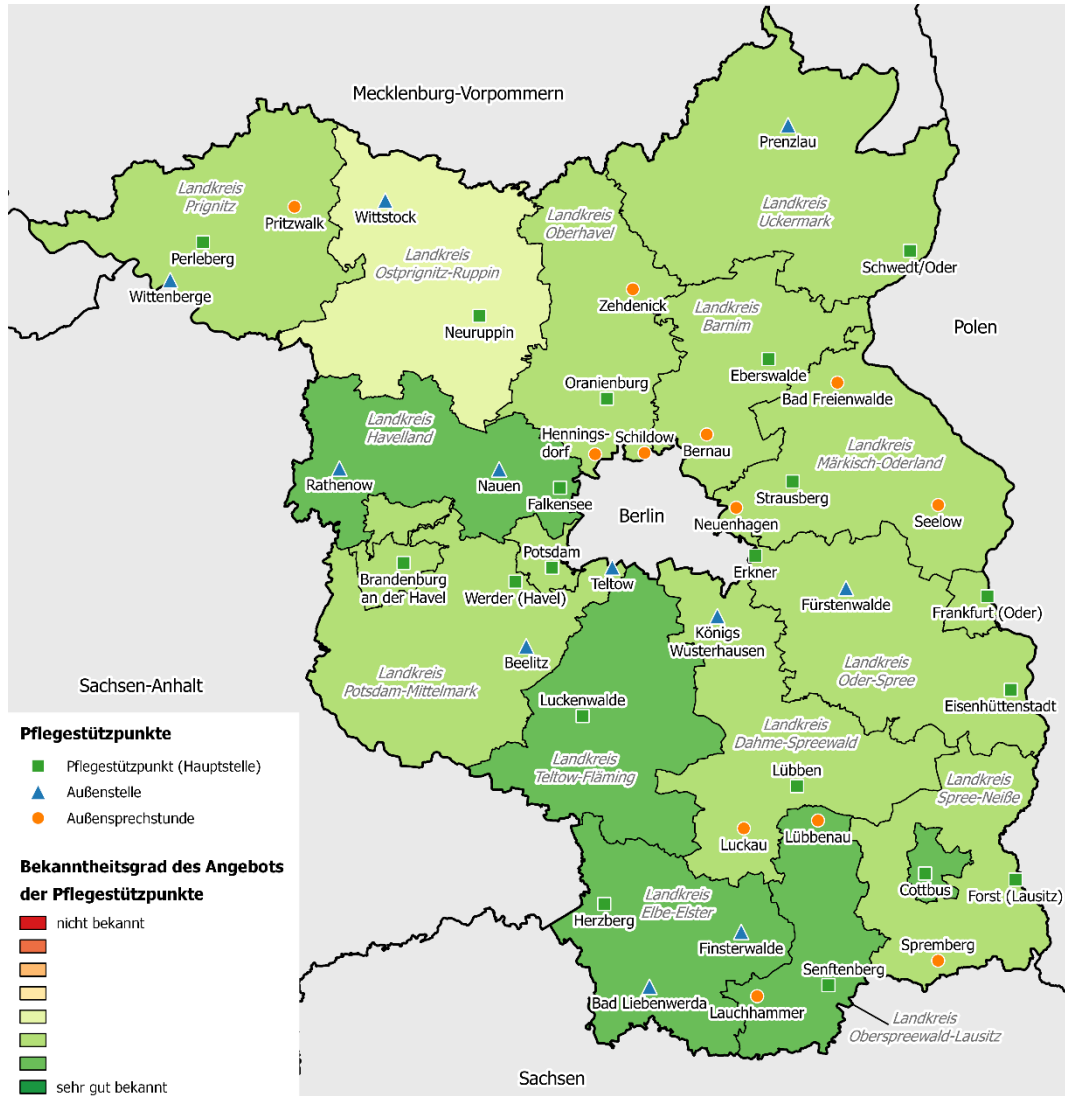 Mecklenburg-Vorpommern
Prenzlau
Landkreis
Prignitz
Pritzwalk
Wittstock
Landkreis
Oberhavel
Landkreis
Uckermark
Perleberg
Landkreis
Ostprignitz-Ruppin
Schwedt/Oder
Wittenberge
Zehdenick
Landkreis
Barnim
Polen
Neuruppin
Eberswalde
Oranienburg
Bad Freienwalde
Landkreis
Havelland
Hennings-
dorf
Schildow
Bernau
Landkreis
Märkisch-Oderland
Rathenow
Nauen
Falkensee
Strausberg
Berlin
Neuenhagen
Seelow
Potsdam
Brandenburg
an der Havel
Werder (Havel)
Teltow
Erkner
Fürstenwalde
Frankfurt (Oder)
Königs
Wusterhausen
Beelitz
Landkreis
Potsdam-Mittelmark
Landkreis
Oder-Spree
Sachsen-Anhalt
Luckenwalde
Eisenhüttenstadt
Landkreis
Dahme-Spreewald
Landkreis
Teltow-Fläming
Lübben
Landkreis
Spree-Neiße
Luckau
Lübbenau
Cottbus
Forst (Lausitz)
Landkreis
Elbe-Elster
Herzberg
Finsterwalde
Spremberg
Senftenberg
Bad Liebenwerda
Lauchhammer
Landkreis
Oberspreewald-Lausitz
Sachsen
Pflegestützpunkte
Pflegestützpunkt (Hauptstelle)
Außenstelle
Außensprechstunde
Bekanntheitsgrad des Angebots
der Pflegestützpunkte
nicht bekannt
sehr gut bekannt